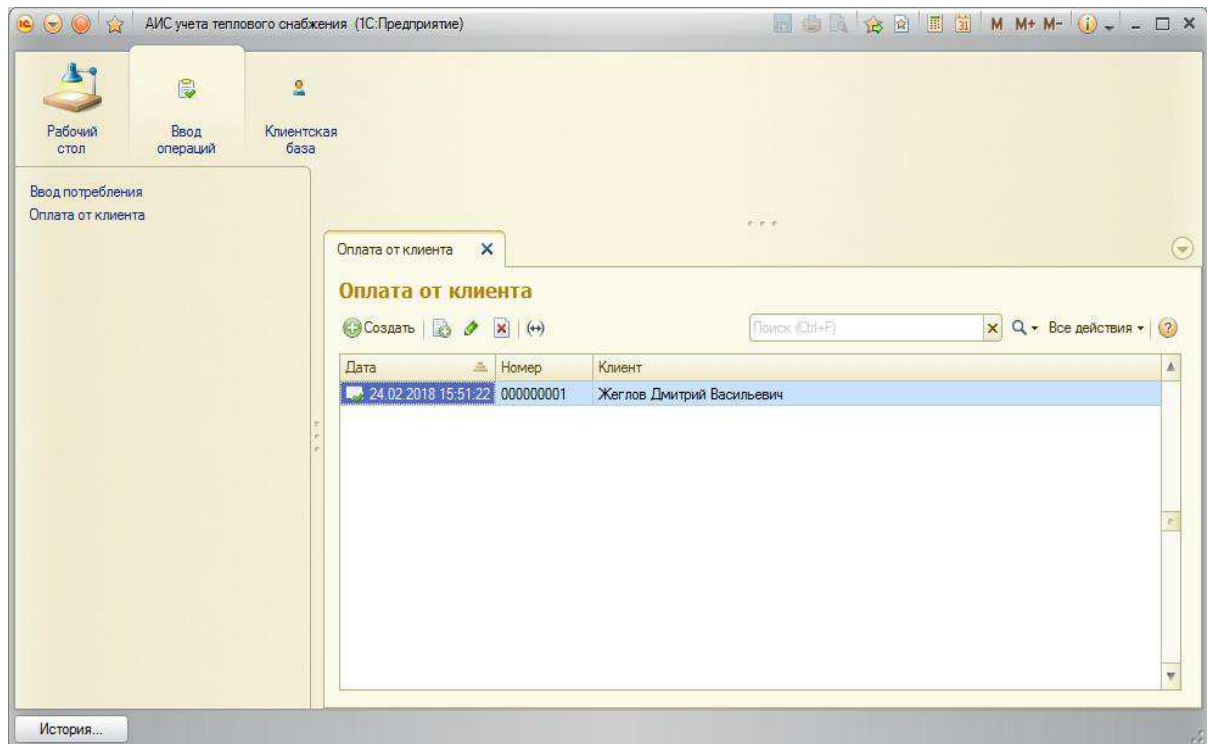 АИС учета теплового снабжения (1С:Предприятие)
M M+ M-
Рабочий стол
Ввод операций
Клиентская база
Ввод потребления
Оплата от клиента
Оплата от клиента
Оплата от клиента
Создать
Поиск (Ctrl+F)
Все действия
Дата Номер Клиент
24.02.2018 15:51:22 000000001 Жеглов Дмитрий Васильевич
История...